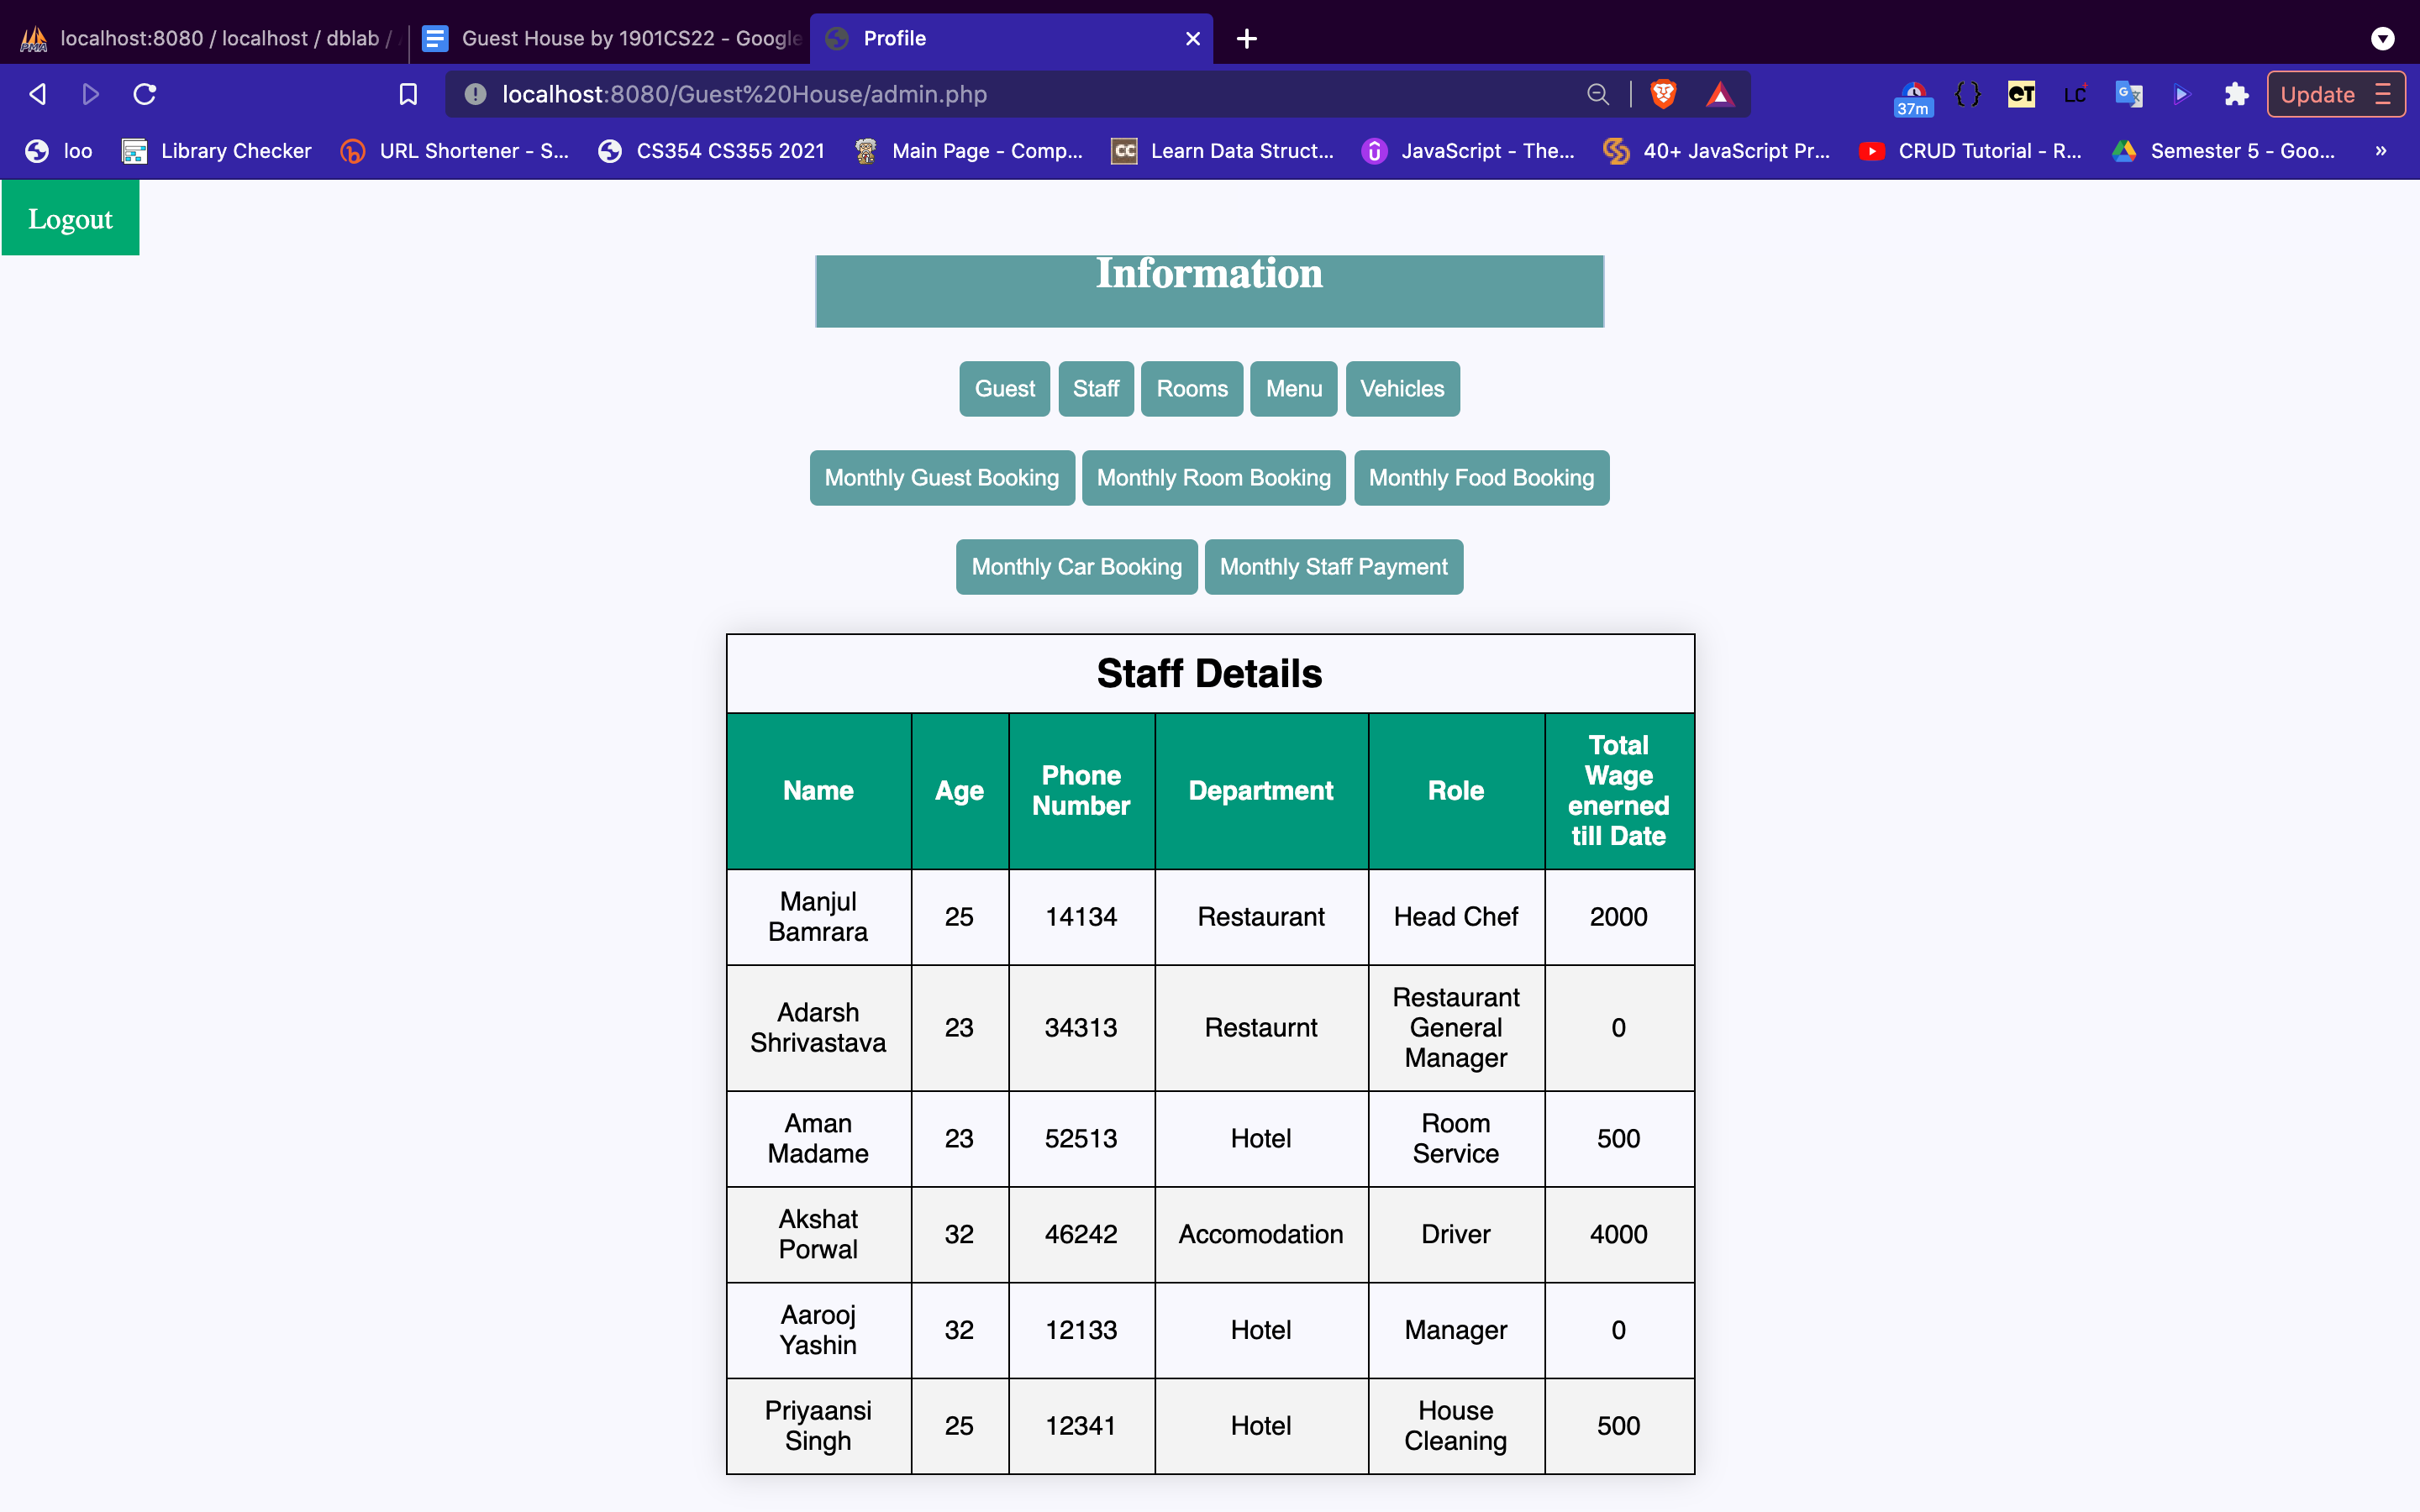 localhost:8080 / localhost / dblab /
Guest House by 1901CS22 - Google
Profile
localhost:8080/Guest%20House/admin.php
37m
Update
loo
Library Checker
URL Shortener - S...
CS354 CS355 2021
Main Page - Comp...
Learn Data Struct...
JavaScript - The...
40+ JavaScript Pr...
CRUD Tutorial - R...
Semester 5 - Goo...
»
Logout
Information
Guest Staff Rooms Menu Vehicles
Monthly Guest Booking Monthly Room Booking Monthly Food Booking
Monthly Car Booking Monthly Staff Payment
Staff Details
Name
Age
Phone
Number
Department
Role
Total
Wage
enerned
till Date
Manjul
Bamrara
25
14134
Restaurant
Head Chef
2000
Adarsh
Shrivastava
23
34313
Restaurnt
Restaurant
General
Manager
0
Aman
Madame
23
52513
Hotel
Room
Service
500
Akshat
Porwal
32
46242
Accomodation
Driver
4000
Aarooj
Yashin
32
12133
Hotel
Manager
0
Priyaansi
Singh
25
12341
Hotel
House
Cleaning
500